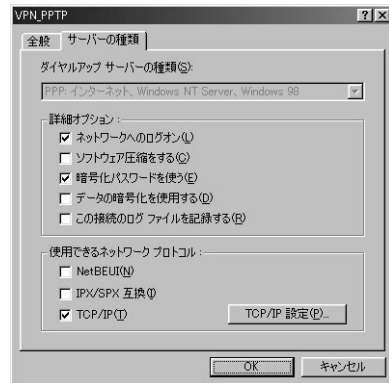 VPN_PPTP
全般 サーバーの種類
ダイヤルアップ サーバーの種類(S):
PPP: インターネット、Windows NT Server、Windows 98
詳細オプション:
ネットワークへのログオン(L)
ソフトウェア圧縮をする(C)
暗号化パスワードを使う(E)
データの暗号化を使用する(D)
この接続のログ ファイルを記録する(R)
使用できるネットワーク プロトコル:
NetBEUI(N)
IPX/SPX 互換(I)
TCP/IP(T)
TCP/IP 設定(P)...
OK
キャンセル